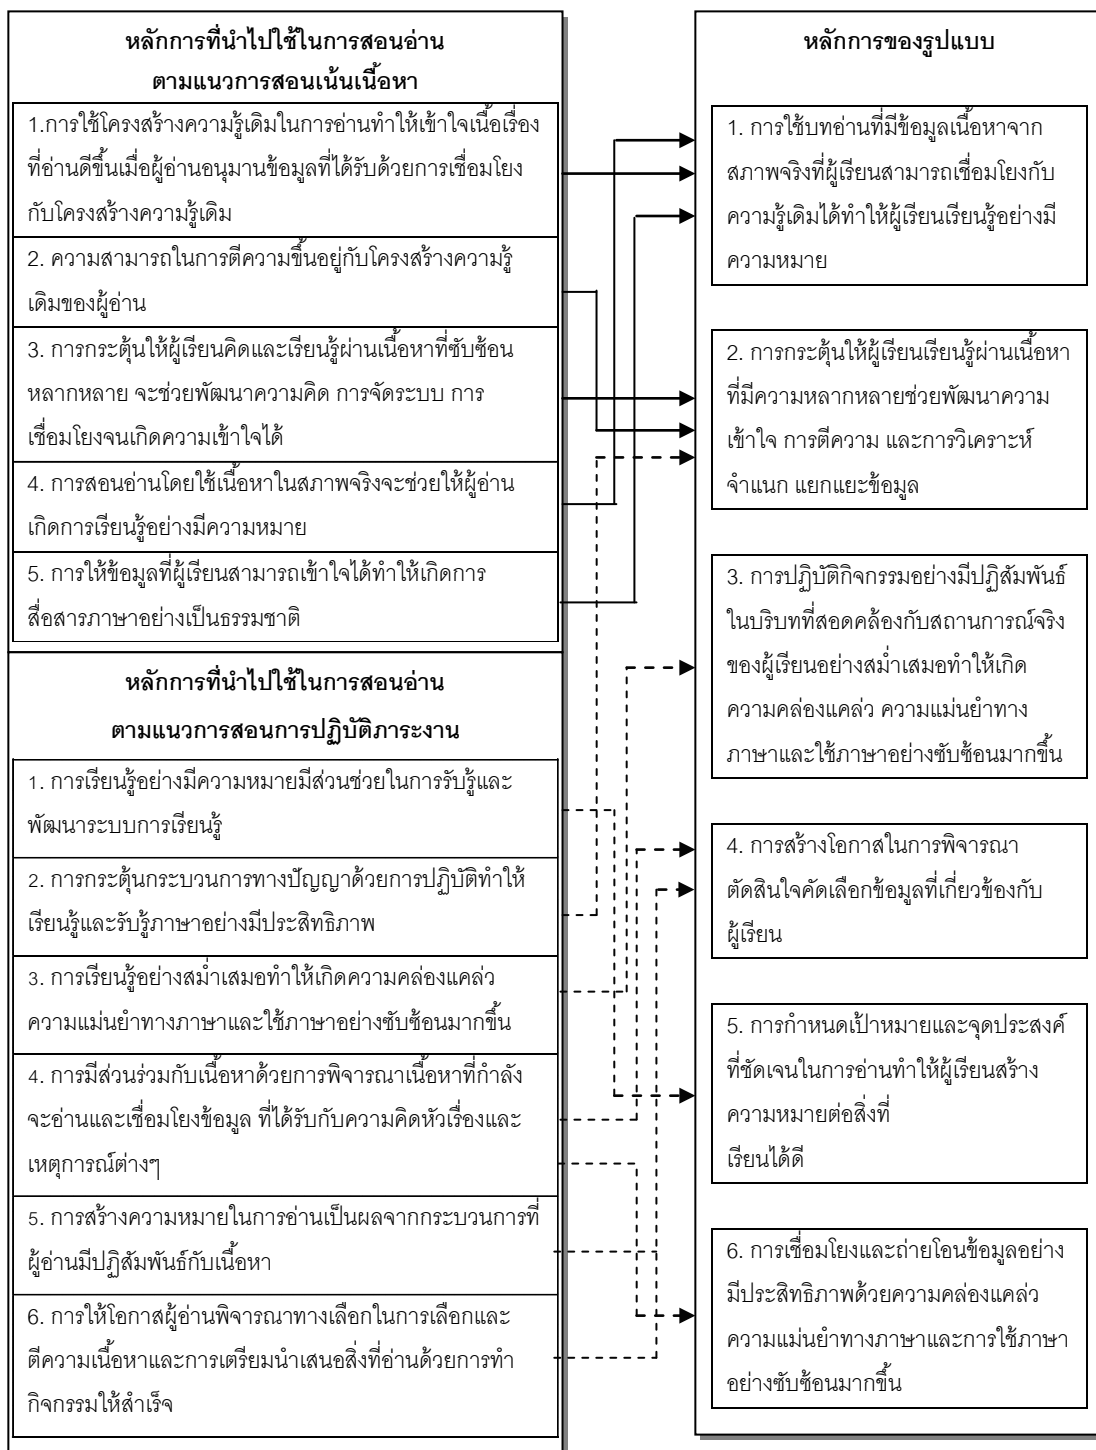 หลักการที่นำไปใช้ในการสอนอ่าน
ตามแนวการสอนเน้นเนื้อหา
1.การใช้โครงสร้างความรู้เดิมในการอ่านทำให้เข้าใจเนื้อเรื่อง
ที่อ่านดีขึ้นเมื่อผู้อ่านอนุมานข้อมูลที่ได้รับด้วยการเชื่อมโยง
กับโครงสร้างความรู้เดิม
2. ความสามารถในการตีความขึ้นอยู่กับโครงสร้างความรู้
เดิมของผู้อ่าน
3. การกระตุ้นให้ผู้เรียนคิดและเรียนรู้ผ่านเนื้อหาที่ซับซ้อน
หลากหลาย จะช่วยพัฒนาความคิด การจัดระบบ การ
เชื่อมโยงจนเกิดความเข้าใจได้
4. การสอนอ่านโดยใช้เนื้อหาในสภาพจริงจะช่วยให้ผู้อ่าน
เกิดการเรียนรู้อย่างมีความหมาย
5. การให้ข้อมูลที่ผู้เรียนสามารถเข้าใจได้ทำให้เกิดการ
สื่อสารภาษาอย่างเป็นธรรมชาติ
หลักการที่นำไปใช้ในการสอนอ่าน
ตามแนวการสอนการปฏิบัติภาระงาน
1. การเรียนรู้อย่างมีความหมายมีส่วนช่วยในการรับรู้และ
พัฒนาระบบการเรียนรู้
2. การกระตุ้นกระบวนการทางปัญญาด้วยการปฏิบัติทำให้
เรียนรู้และรับรู้ภาษาอย่างมีประสิทธิภาพ
3. การเรียนรู้อย่างสม่ำเสมอทำให้เกิดความคล่องแคล่ว
ความแม่นยำทางภาษาและใช้ภาษาอย่างซับซ้อนมากขึ้น
4. การมีส่วนร่วมกับเนื้อหาด้วยการพิจารณาเนื้อหาที่กำลัง
จะอ่านและเชื่อมโยงข้อมูล ที่ได้รับกับความคิดหัวเรื่องและ
เหตุการณ์ต่างๆ
5. การสร้างความหมายในการอ่านเป็นผลจากกระบวนการที่
ผู้อ่านมีปฏิสัมพันธ์กับเนื้อหา
6. การให้โอกาสผู้อ่านพิจารณาทางเลือกในการเลือกและ
ตีความเนื้อหาและการเตรียมนำเสนอสิ่งที่อ่านด้วยการทำ
กิจกรรมให้สำเร็จ
หลักการของรูปแบบ
1. การใช้บทอ่านที่มีข้อมูลเนื้อหาจาก
สภาพจริงที่ผู้เรียนสามารถเชื่อมโยงกับ
ความรู้เดิมได้ทำให้ผู้เรียนเรียนรู้อย่างมี
ความหมาย
2. การกระตุ้นให้ผู้เรียนเรียนรู้ผ่านเนื้อหา
ที่มีความหลากหลายช่วยพัฒนาความ
เข้าใจ การตีความ และการวิเคราะห์
จำแนก แยกแยะข้อมูล
3. การปฏิบัติกิจกรรมอย่างมีปฏิสัมพันธ์
ในบริบทที่สอดคล้องกับสถานการณ์จริง
ของผู้เรียนอย่างสม่ำเสมอทำให้เกิด
ความคล่องแคล่ว ความแม่นยำทาง
ภาษาและใช้ภาษาอย่างซับซ้อนมากขึ้น
4. การสร้างโอกาสในการพิจารณา
ตัดสินใจคัดเลือกข้อมูลที่เกี่ยวข้องกับ
ผู้เรียน
5. การกำหนดเป้าหมายและจุดประสงค์
ที่ชัดเจนในการอ่านทำให้ผู้เรียนสร้าง
ความหมายต่อสิ่งที่
เรียนได้ดี
6. การเชื่อมโยงและถ่ายโอนข้อมูลอย่าง
มีประสิทธิภาพด้วยความคล่องแคล่ว
ความแม่นยำทางภาษาและการใช้ภาษา
อย่างซับซ้อนมากขึ้น